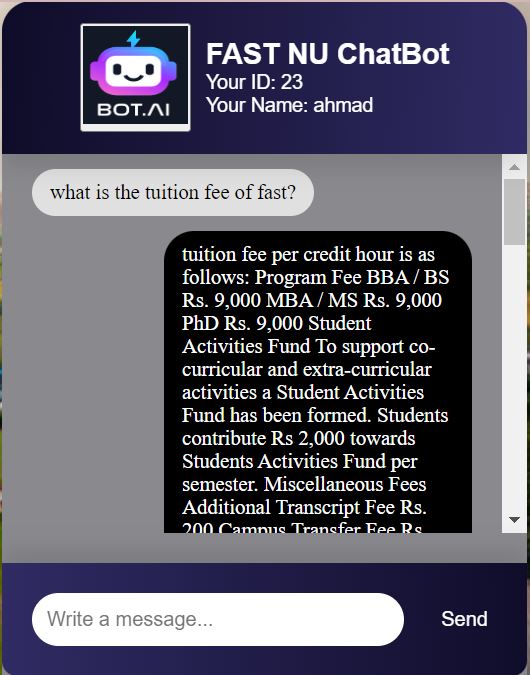 BOT.AI
FAST NU ChatBot
Your ID: 23
Your Name: ahmad
what is the tuition fee of fast?
tuition fee per credit hour is as
follows: Program Fee BBA / BS
Rs. 9,000 MBA / MS Rs. 9,000
PhD Rs. 9,000 Student
Activities Fund To support co-
curricular and extra-curricular
activities a Student Activities
Fund has been formed. Students
contribute Rs 2,000 towards
Students Activities Fund per
semester. Miscellaneous Fees
Additional Transcript Fee Rs.
200 Campus Transfer Fee Rs.
Write a message...
Send